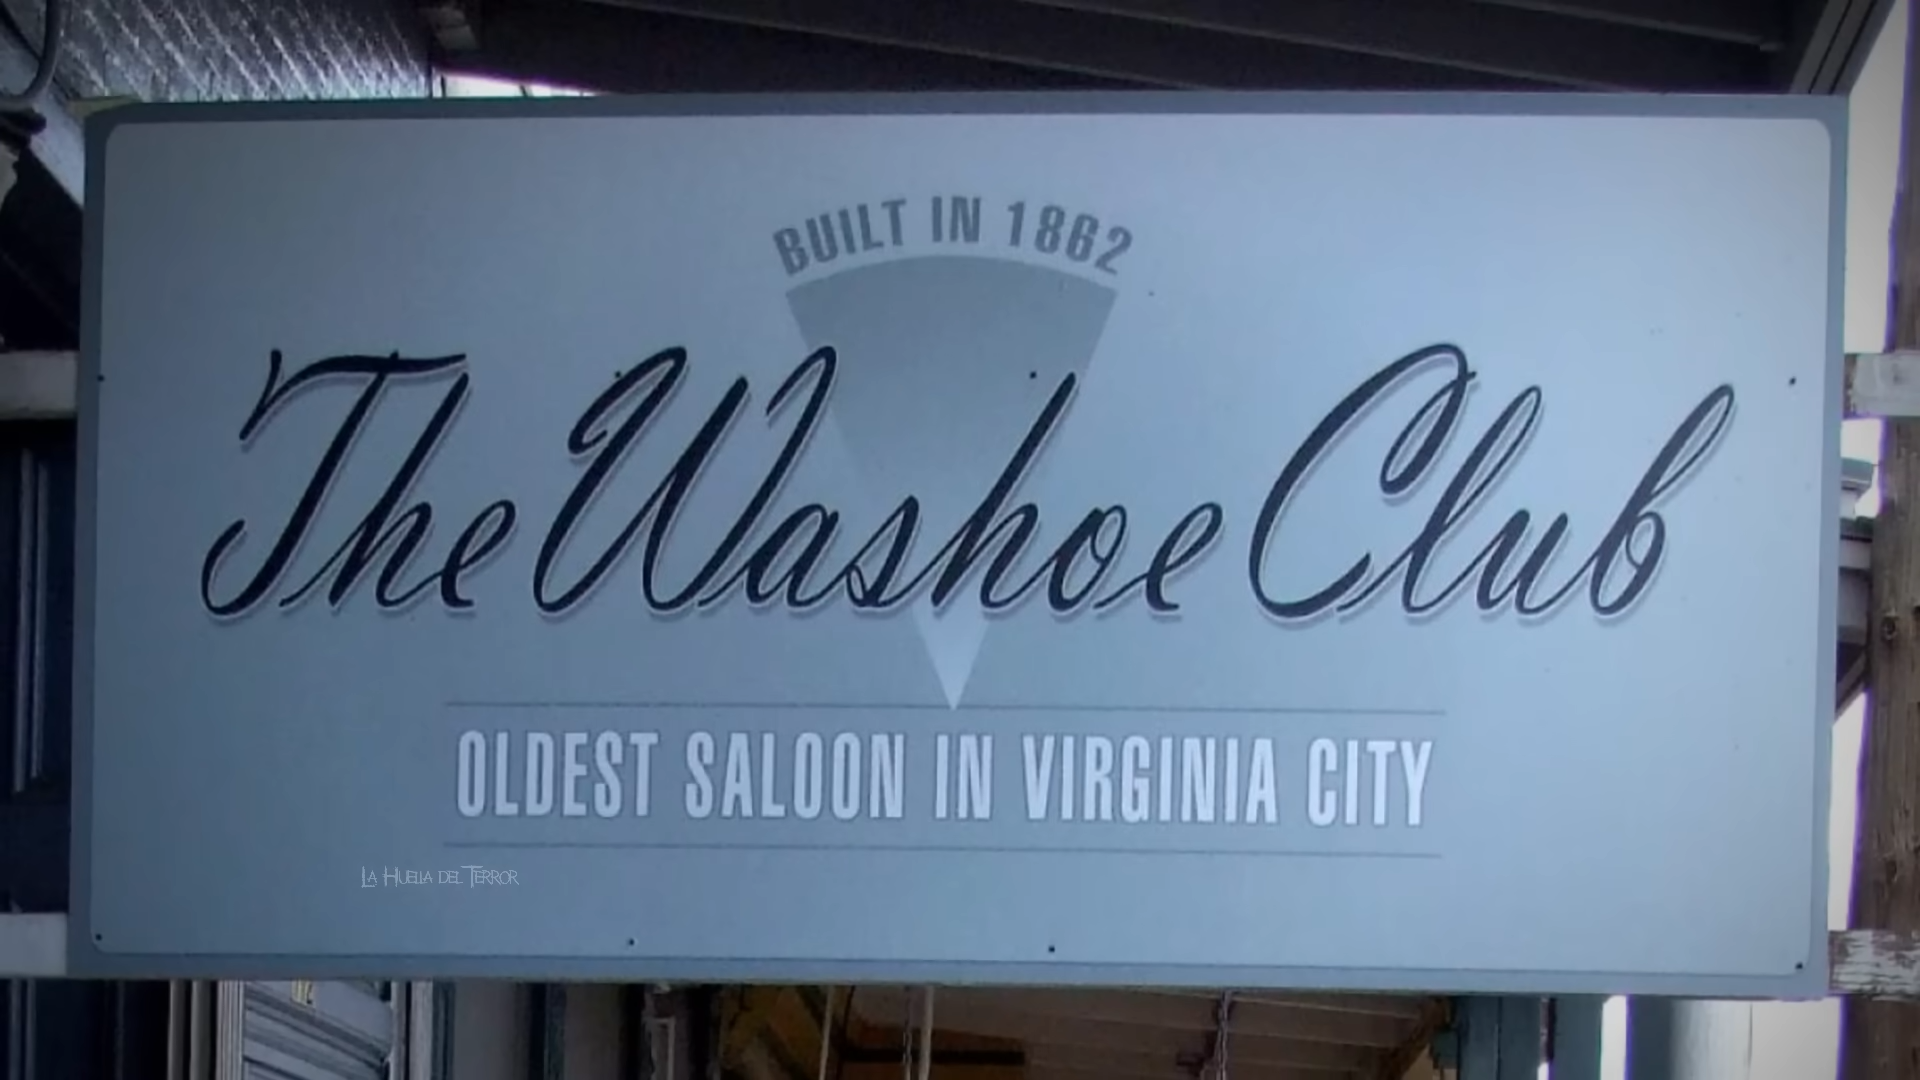 BUILT IN 1862
The Washoe Club
OLDEST SALOON IN VIRGINIA CITY
La Huella del Terror